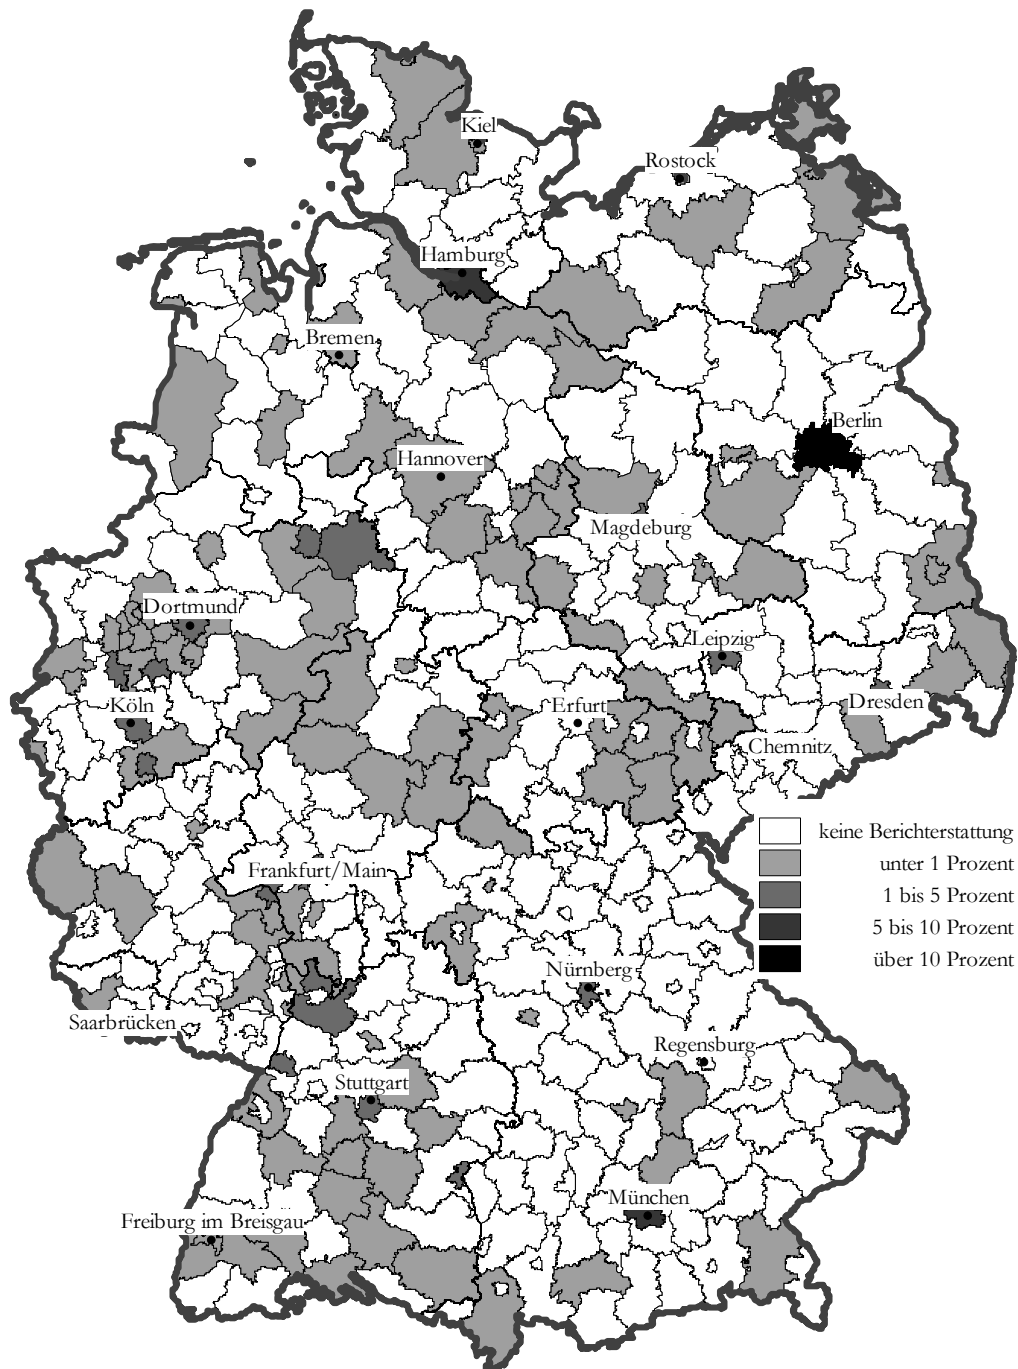 Kiel
Rostock
Hamburg
Bremen
Berlin
Hannover
Magdeburg
Dortmund
Leipzig
Köln
Erfurt
Dresden
Chemnitz
keine Berichterstattung
unter 1 Prozent
1 bis 5 Prozent
5 bis 10 Prozent
über 10 Prozent
Frankfurt/Main
Nürnberg
Saarbrücken
Regensburg
Stuttgart
München
Freiburg im Breisgau